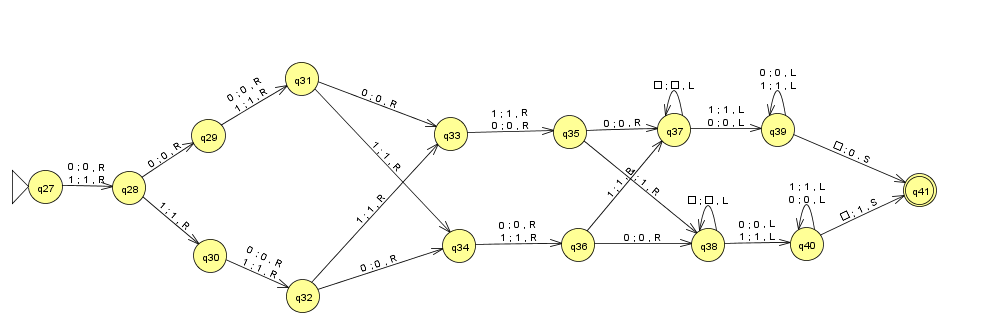 0 ; 0 , R
1 ; 1 , R
q27
q28
0 ; 0 , R
1 ; 1 , R
q29
q30
0 ; 0 , R
1 ; 1 , R
0 ; 0 , R
1 ; 1 , R
q31
q32
0 ; 0 , R
1 ; 1 , R
1 ; 1 , R
0 ; 0 , R
q33
q34
1 ; 1 , R
0 ; 0 , R
0 ; 0 , R
1 ; 1 , R
q35
q36
0 ; 0 , R
1 ; 1 , R
0 ; 0 , R
□ ; □ , L
q37
□ ; □ , L
q38
1 ; 1 , L
0 ; 0 , L
0 ; 0 , L
1 ; 1 , L
0 ; 0 , L
1 ; 1 , L
q39
1 ; 1 , L
0 ; 0 , L
q40
□ ; 0 , S
□ ; 1 , S
q41